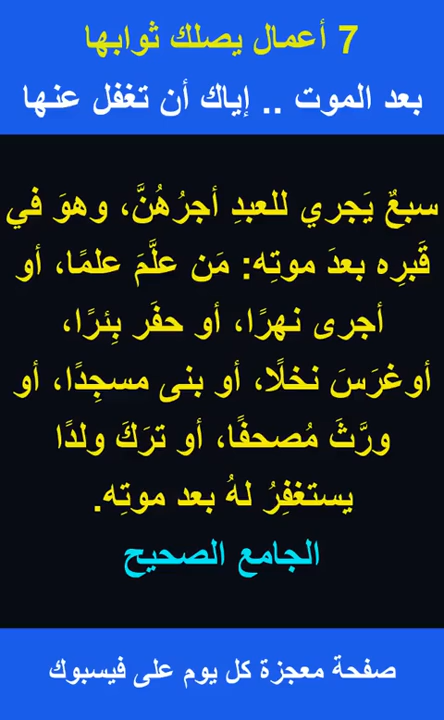 7 أعمال يصلك ثوابها
بعد الموت .. إياك أن تغفل عنها
سبعٌ يَجري للعبدِ أجرُهُنَّ، وهوَ في
قَبرِه بعدَ موتِه: مَن علَّمَ علمًا، أو
أجرى نهرًا، أو حفَر بِئرًا،
أوغرَسَ نخلًا، أو بنى مسجِدًا، أو
ورَّثَ مُصحفًا، أو ترَكَ ولدًا
يستغفِرُ لهُ بعد موتِه.
الجامع الصحيح
صفحة معجزة كل يوم على فيسبوك